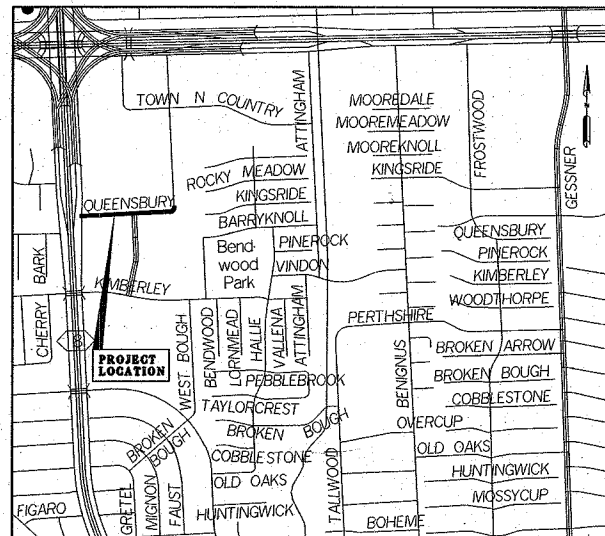 TOWN N COUNTRY
ATTINGHAM
MOOREDALE
MOOREMEADOW
MOOREKNOLL
KINGSRIDE
FROSTWOOD
GESSNER
ROCKY MEADOW
KINGSRIDE
BARRYKNOLL
QUEENSBURY
QUEENSBURY
PINEROCK
KIMBERLEY
WOODTHORPE
Bend-
wood
Park
PINEROCK
VINDON
BARK
CHERRY
KIMBERLEY
8
PROJECT
LOCATION
WEST BOUGH
BENDWOOD
LORNMEAD
HALLIE
VALLENA
ATTINGHAM
PERTHSHIRE
BENIGNUS
BROKEN ARROW
BROKEN BOUGH
COBBLESTONE
PEBBLEBROOK
TAYLORCREST
BROKEN BOUGH
BROKEN
BOUGH
COBBLESTONE
OLD OAKS
HUNTINGWICK
TALLWOOD
OVERCUP
OLD OAKS
HUNTINGWICK
MOSSYCUP
BOHEME
FIGARO
GRETEL
MIGNON
FAUST